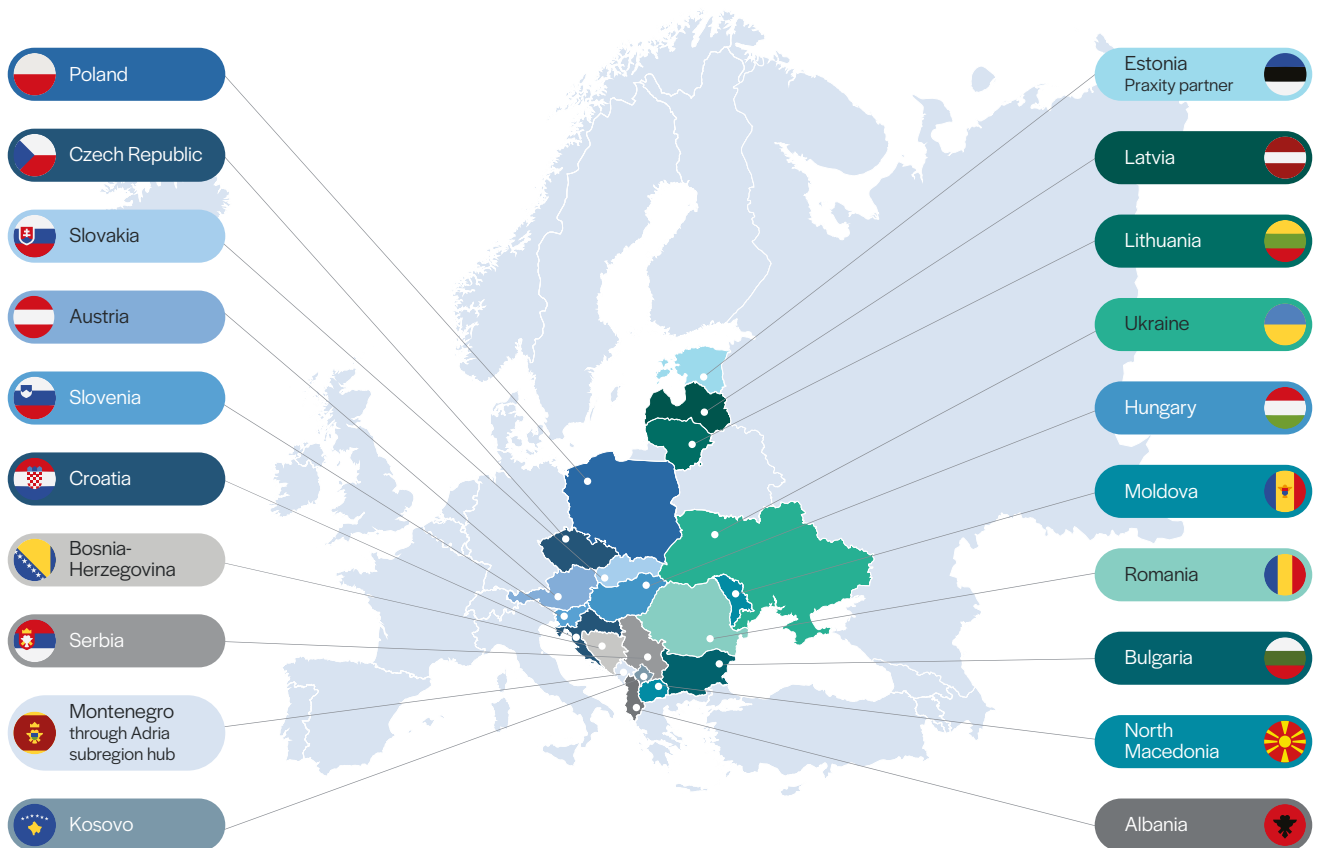 Poland
Czech Republic
Slovakia
Austria
Slovenia
Croatia
Bosnia-
Herzegovina
Serbia
Montenegro
through Adria
subregion hub
Kosovo
Estonia
Praxity partner
Latvia
Lithuania
Ukraine
Hungary
Moldova
Romania
Bulgaria
North
Macedonia
Albania